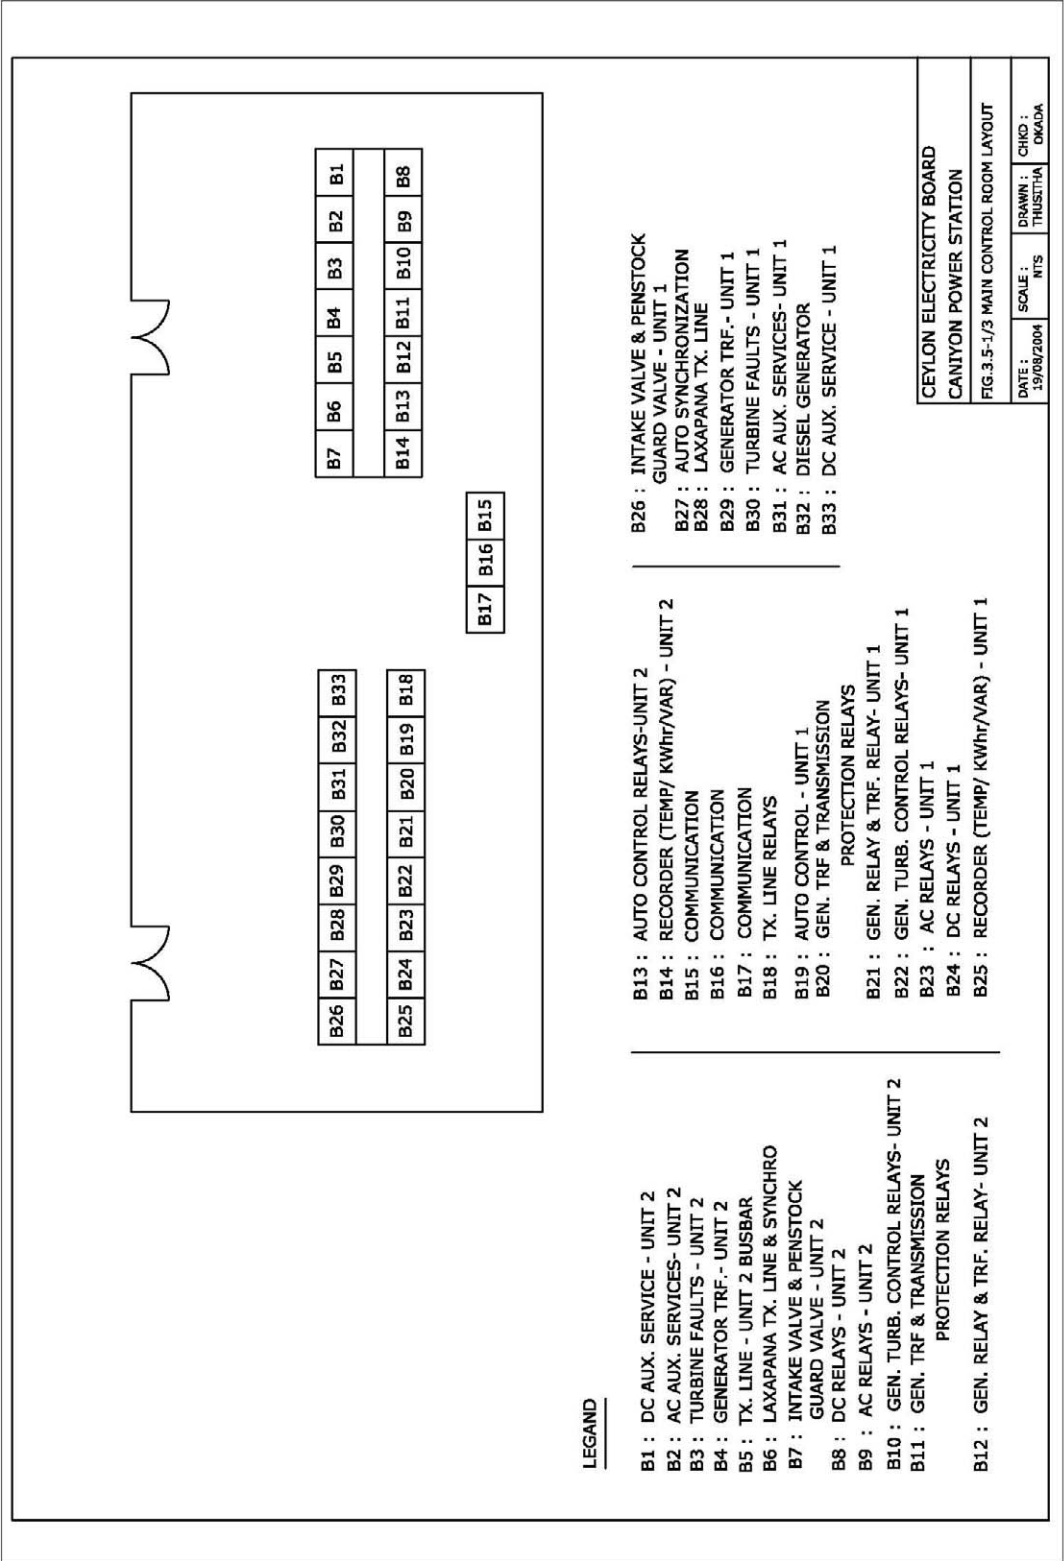 B26 B27 B28 B29 B30 B31 B32 B33
B7 B6 B5 B4 B3 B2 B1
B25 B24 B23 B22 B21 B20 B19 B18
B14 B13 B12 B11 B10 B9 B8
B17 B16 B15
LEGAND
B1 : DC AUX. SERVICE - UNIT 2
B2 : AC AUX. SERVICES- UNIT 2
B3 : TURBINE FAULTS - UNIT 2
B4 : GENERATOR TRF.- UNIT 2
B5 : TX. LINE - UNIT 2 BUSBAR
B6 : LAXAPANA TX. LINE & SYNCHRO
B7 : INTAKE VALVE & PENSTOCK
GUARD VALVE - UNIT 2
B8 : DC RELAYS - UNIT 2
B9 : AC RELAYS - UNIT 2
B10 : GEN. TURB. CONTROL RELAYS- UNIT 2
B11 : GEN. TRF & TRANSMISSION
PROTECTION RELAYS
B12 : GEN. RELAY & TRF. RELAY- UNIT 2
B13 : AUTO CONTROL RELAYS-UNIT 2
B14 : RECORDER (TEMP/ KWhr/VAR) - UNIT 2
B15 : COMMUNICATION
B16 : COMMUNICATION
B17 : COMMUNICATION
B18 : TX. LINE RELAYS
B19 : AUTO CONTROL - UNIT 1
B20 : GEN. TRF & TRANSMISSION
PROTECTION RELAYS
B21 : GEN. RELAY & TRF. RELAY- UNIT 1
B22 : GEN. TURB. CONTROL RELAYS- UNIT 1
B23 : AC RELAYS - UNIT 1
B24 : DC RELAYS - UNIT 1
B25 : RECORDER (TEMP/ KWhr/VAR) - UNIT 1
B26 : INTAKE VALVE & PENSTOCK
GUARD VALVE - UNIT 1
B27 : AUTO SYNCHRONIZATION
B28 : LAXAPANA TX. LINE
B29 : GENERATOR TRF.- UNIT 1
B30 : TURBINE FAULTS - UNIT 1
B31 : AC AUX. SERVICES- UNIT 1
B32 : DIESEL GENERATOR
B33 : DC AUX. SERVICE - UNIT 1
CEYLON ELECTRICITY BOARD
CANIYON POWER STATION
FIG.3.5-1/3 MAIN CONTROL ROOM LAYOUT
DATE : SCALE : DRAWN : CHKD :
19/08/2004 NTS THUSITHA OKADA